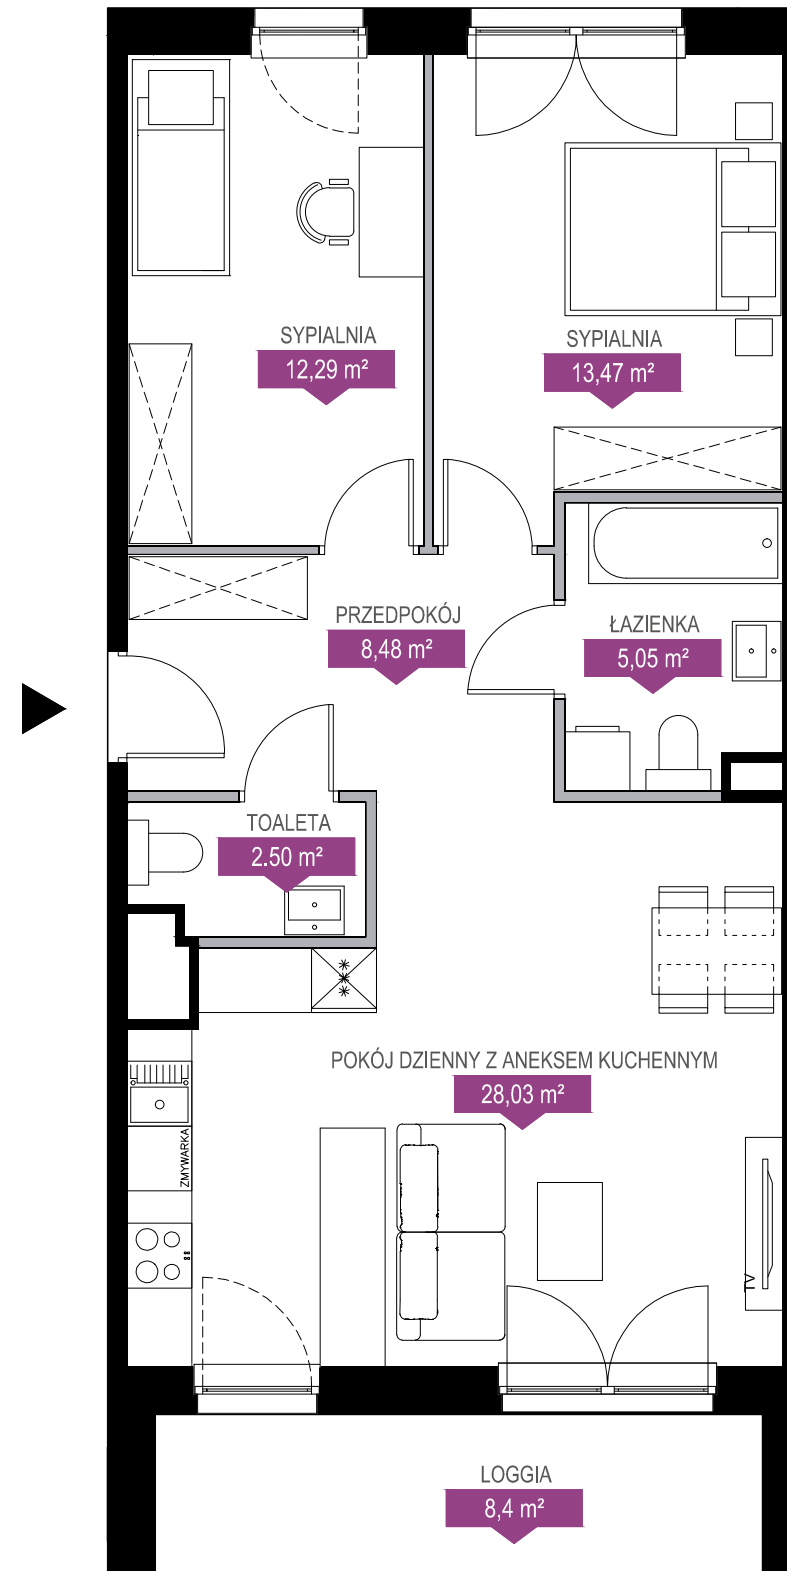 SYPIALNIA
12,29 m²
SYPIALNIA
13,47 m²
PRZEDPOKÓJ
8,48 m²
ŁAZIENKA
5,05 m²
TOALETA
2.50 m²
POKÓJ DZIENNY Z ANEKSEM KUCHENNYM
28,03 m²
ZMYWARKA
TV
LOGGIA
8,4 m²